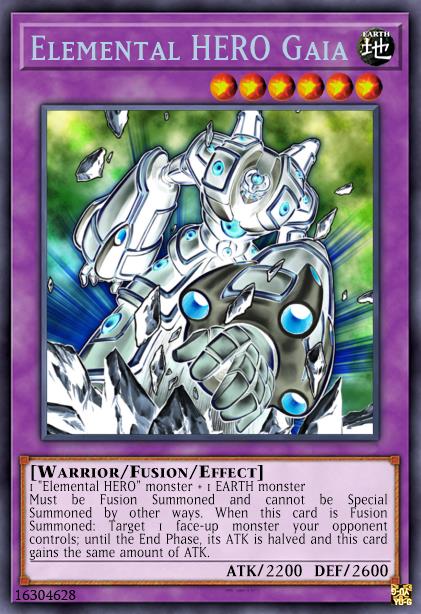 ELEMENTAL HERO GAIA
EARTH
地
[WARRIOR/FUSION/EFFECT]
1 "Elemental HERO" monster + 1 EARTH monster
Must be Fusion Summoned and cannot be Special
Summoned by other ways. When this card is Fusion
Summoned: Target 1 face-up monster your opponent
controls; until the End Phase, its ATK is halved and this card
gains the same amount of ATK.
ATK/2200 DEF/2600
16304628